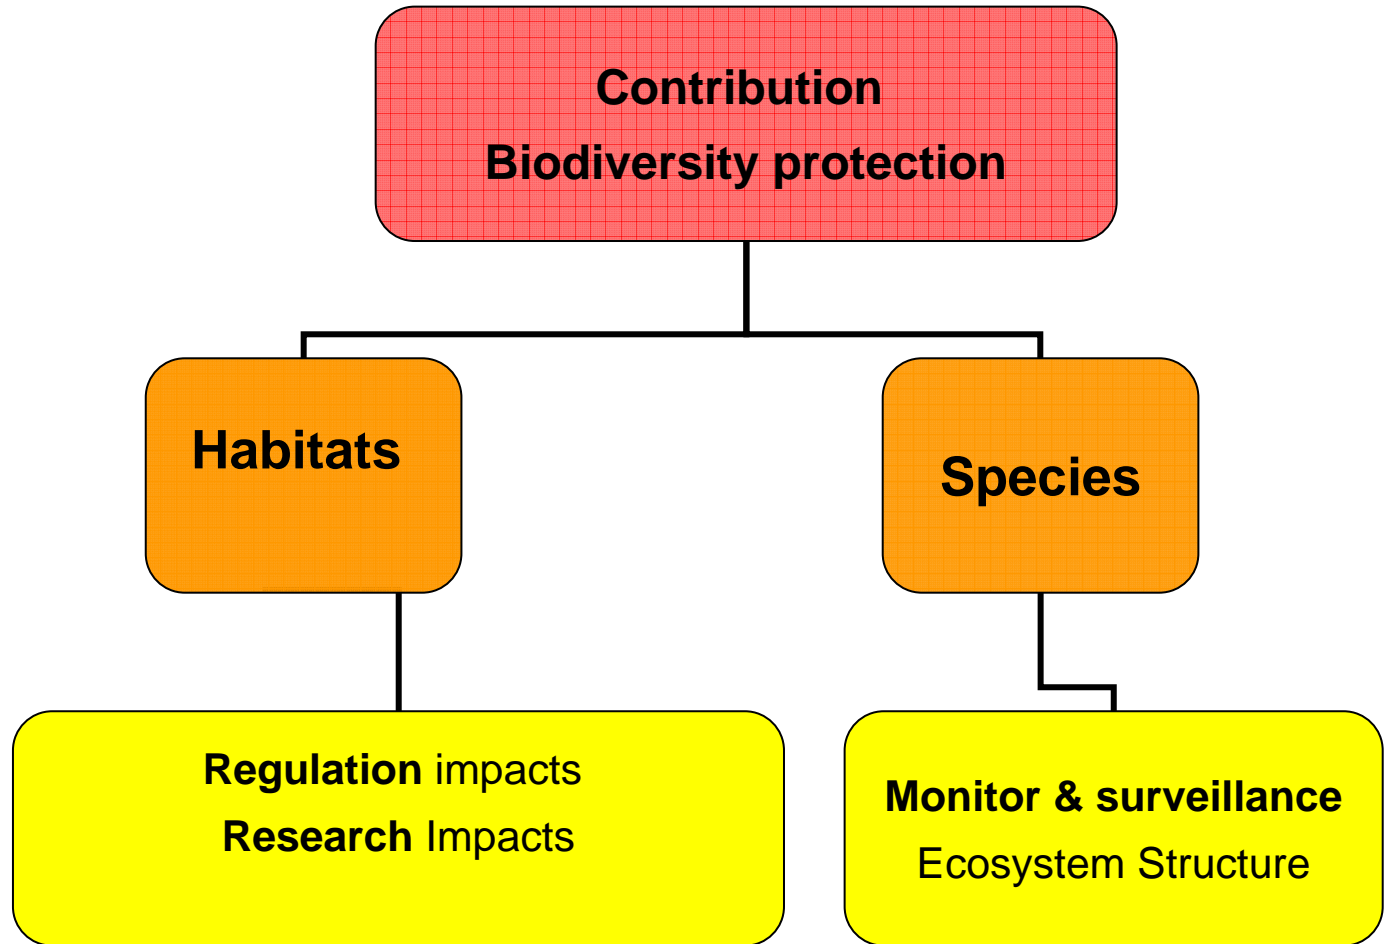 Contribution
Biodiversity protection
Habitats
Species
Regulation impacts
Research Impacts
Monitor & surveillance
Ecosystem Structure